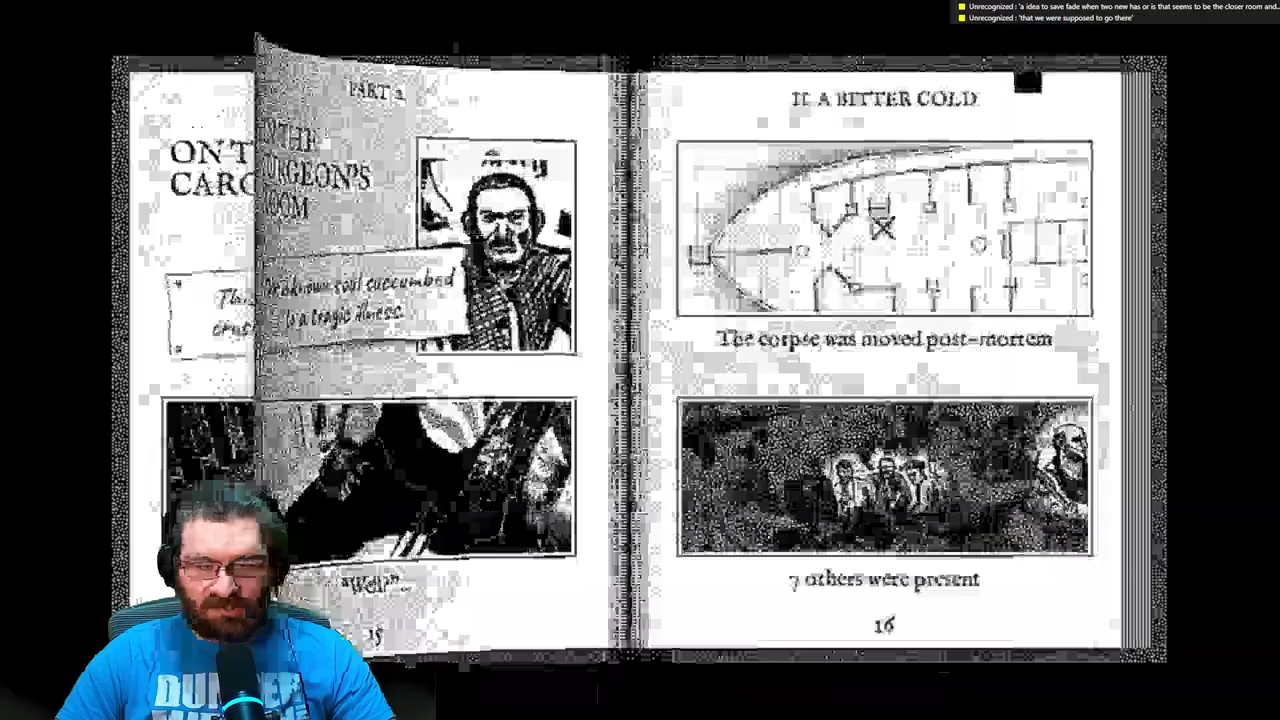 Unrecognized : 'a idea to save fade when two new has or is that seems to be the closer room and...
Unrecognized : 'that we were supposed to go there'
PART 2
ON T
CARG
SURGEON'S
ROOM
This
unknown soul succumbed
to a tragic illness.
"Well"...
15
II A BITTER COLD
The corpse was moved post-mortem
7 others were present
16